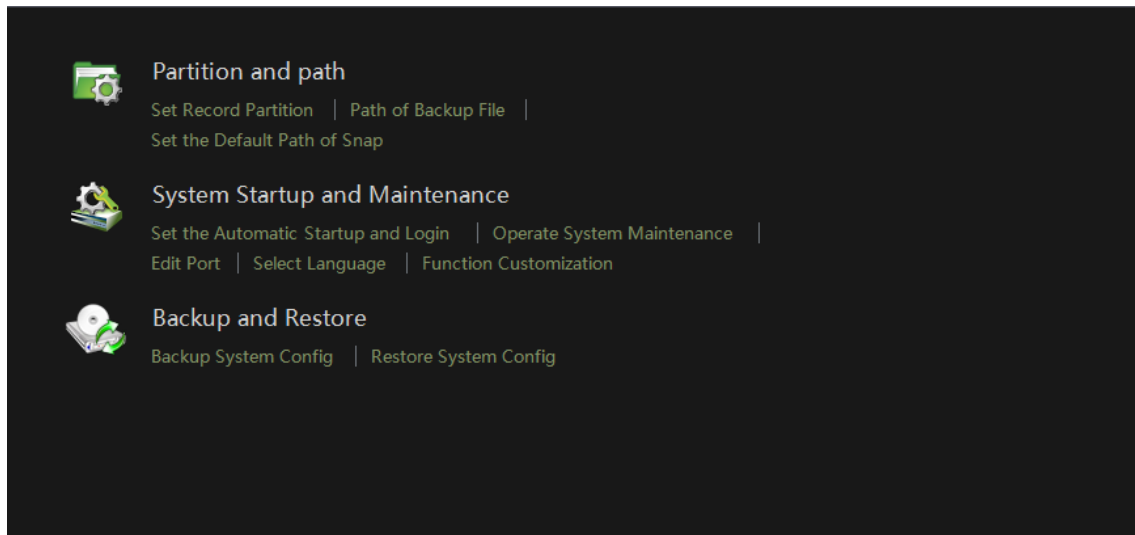 Partition and path
Set Record Partition | Path of Backup File |
Set the Default Path of Snap
System Startup and Maintenance
Set the Automatic Startup and Login | Operate System Maintenance |
Edit Port | Select Language | Function Customization
Backup and Restore
Backup System Config | Restore System Config